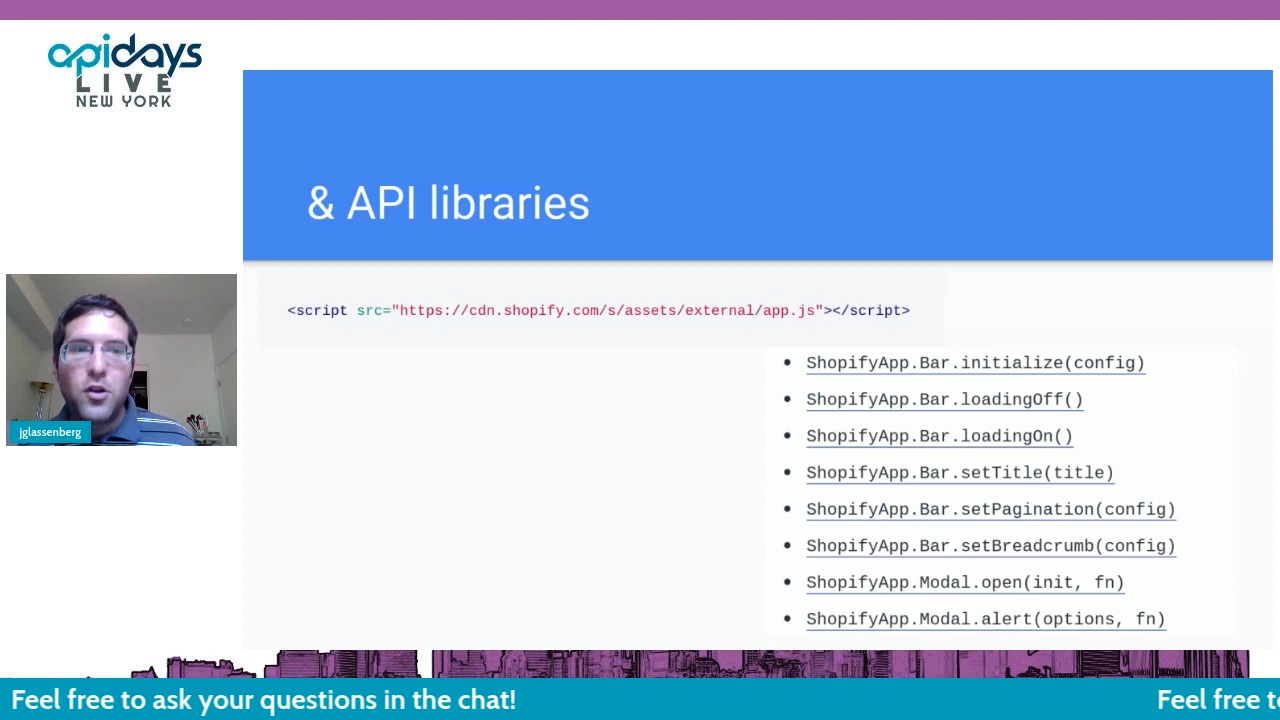 apidays
LIVE
NEW YORK
& API libraries
<script src="https://cdn.shopify.com/s/assets/external/app.js"></script>
• ShopifyApp.Bar.initialize(config)
• ShopifyApp.Bar.loadingOff()
• ShopifyApp.Bar.loadingOn()
• ShopifyApp.Bar.setTitle(title)
• ShopifyApp.Bar.setPagination(config)
• ShopifyApp.Bar.setBreadcrumb(config)
• ShopifyApp.Modal.open(init, fn)
• ShopifyApp.Modal.alert(options, fn)
jglassenberg
Feel free to ask your questions in the chat!
Feel free to